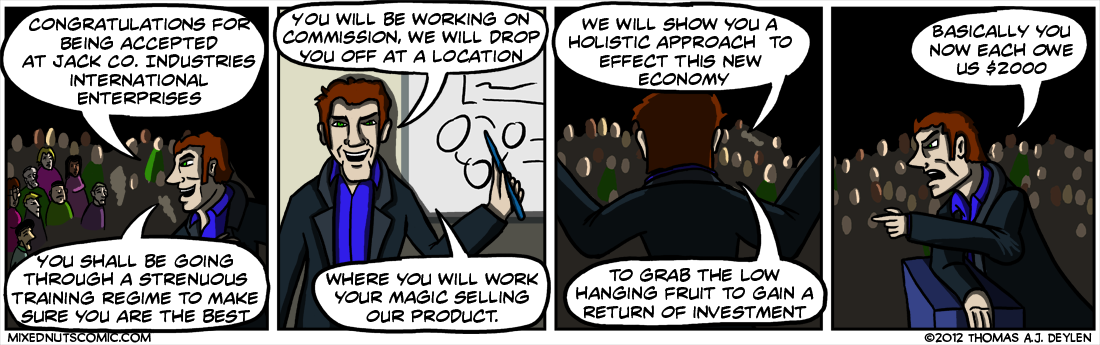 CONGRATULATIONS FOR
BEING ACCEPTED
AT JACK CO. INDUSTRIES
INTERNATIONAL
ENTERPRISES
YOU SHALL BE GOING
THROUGH A STRENUOUS
TRAINING REGIME TO MAKE
SURE YOU ARE THE BEST
YOU WILL BE WORKING ON
COMMISSION, WE WILL DROP
YOU OFF AT A LOCATION
WHERE YOU WILL WORK
YOUR MAGIC SELLING
OUR PRODUCT.
WE WILL SHOW YOU A
HOLISTIC APPROACH TO
EFFECT THIS NEW
ECONOMY
TO GRAB THE LOW
HANGING FRUIT TO GAIN A
RETURN OF INVESTMENT
BASICALLY YOU
NOW EACH OWE
US $2000
MIXEDNUTSCOMIC.COM
©2012 THOMAS A.J. DEYLEN